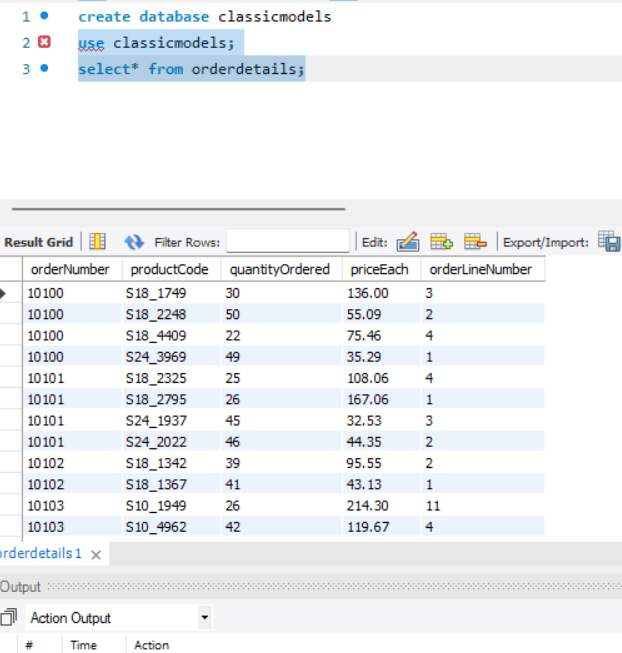 1 create database classicmodels
2 use classicmodels;
3 select* from orderdetails;
Result Grid Filter Rows: Edit: Export/Import:
orderNumber productCode quantityOrdered priceEach orderLineNumber
10100 S18_1749 30 136.00 3
10100 S18_2248 50 55.09 2
10100 S18_4409 22 75.46 4
10100 S24_3969 49 35.29 1
10101 S18_2325 25 108.06 4
10101 S18_2795 26 167.06 1
10101 S24_1937 45 32.53 3
10101 S24_2022 46 44.35 2
10102 S18_1342 39 95.55 2
10102 S18_1367 41 43.13 1
10103 S10_1949 26 214.30 11
10103 S10_4962 42 119.67 4
orderdetails 1
Output
Action Output
# Time Action